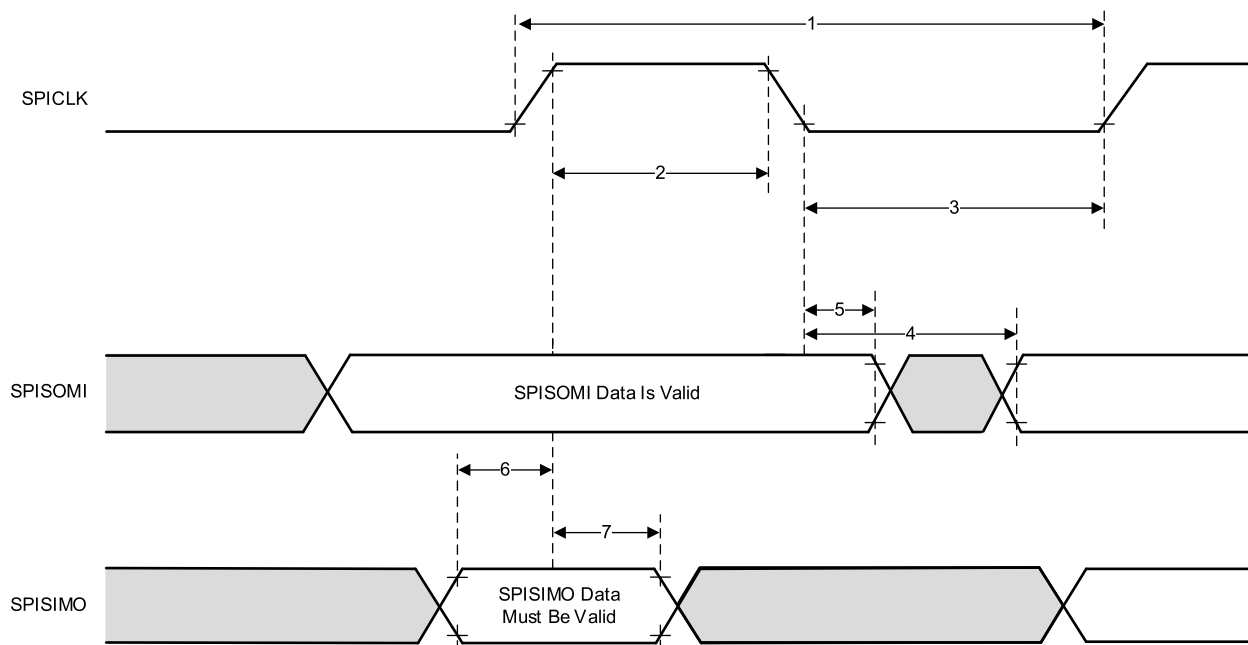 1
SPICLK
2
3
5
4
SPISOMI
SPISOMI Data Is Valid
6
7
SPISIMO
SPISIMO Data
Must Be Valid